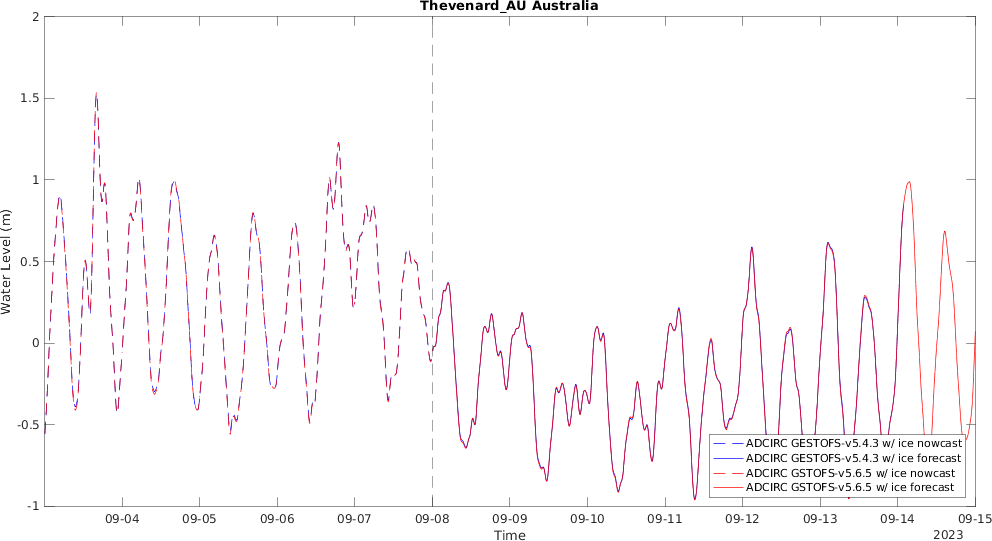 Thevenard_AU Australia
2
1.5
1
0.5
0
-0.5
-1
Water Level (m)
ADCIRC GESTOFS-v5.4.3 w/ ice nowcast
ADCIRC GESTOFS-v5.4.3 w/ ice forecast
ADCIRC GSTOFS-v5.6.5 w/ ice nowcast
ADCIRC GSTOFS-v5.6.5 w/ ice forecast
09-04 09-05 09-06 09-07 09-08 09-09 09-10 09-11 09-12 09-13 09-14 09-15
Time
2023